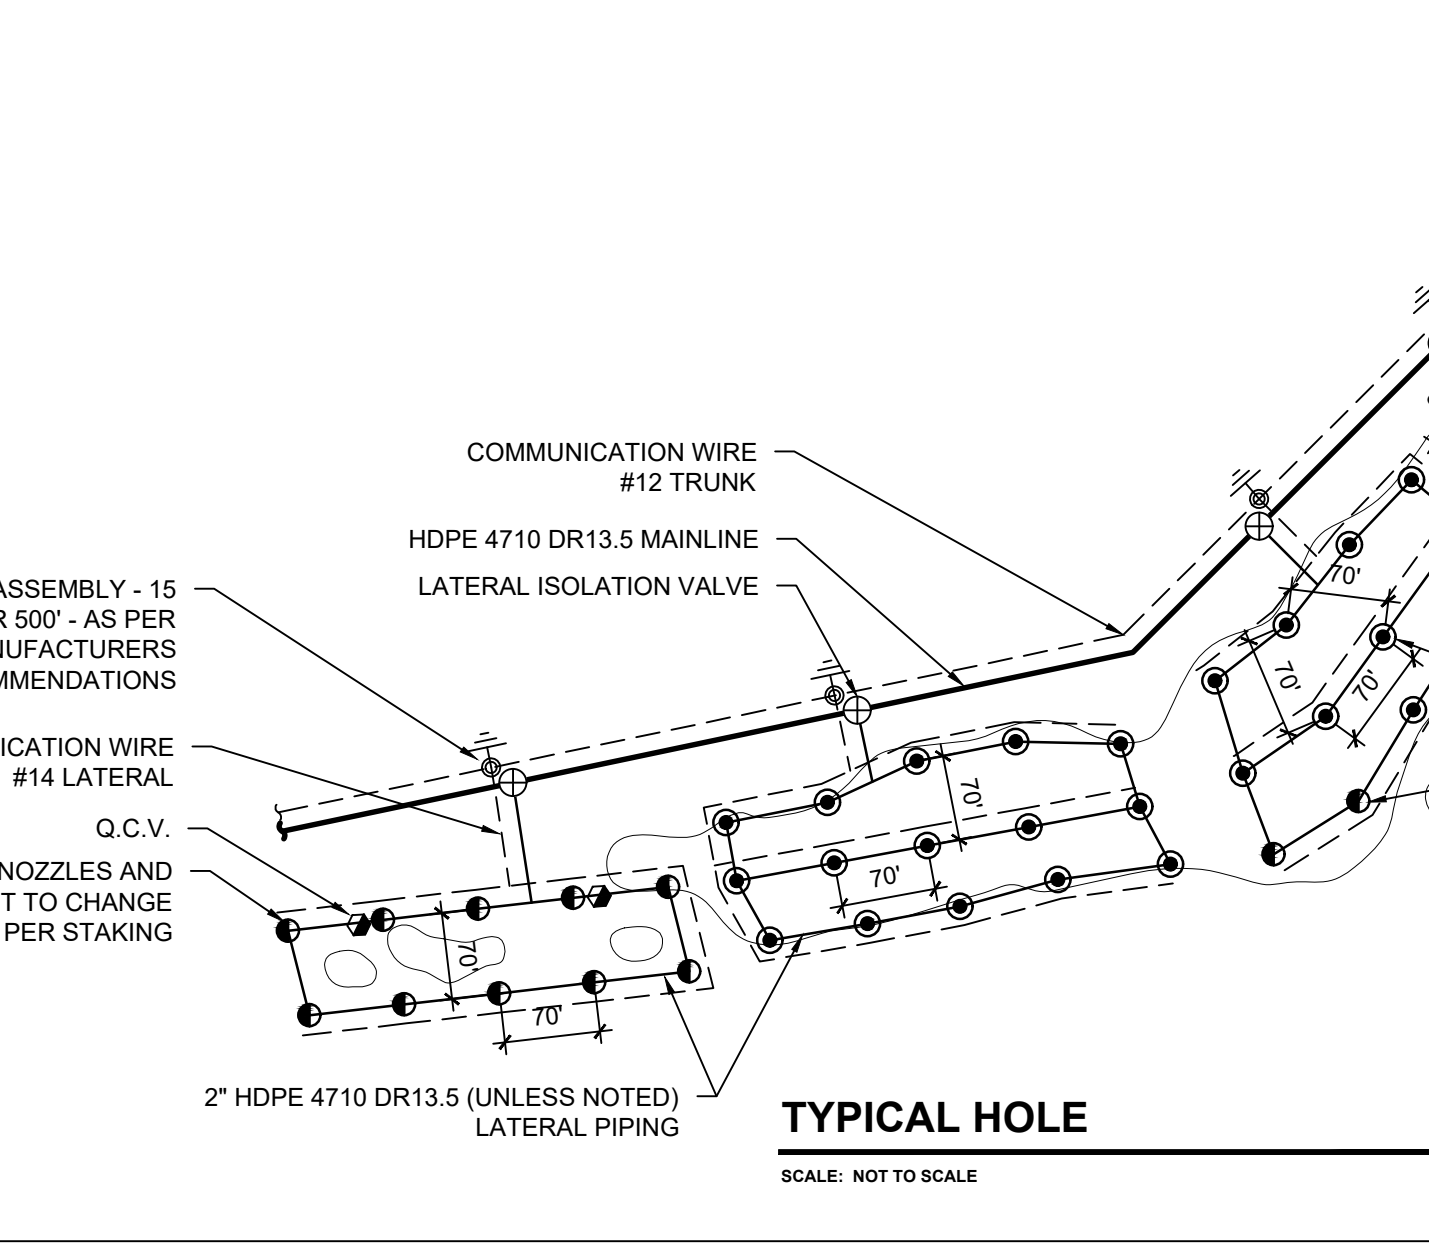 COMMUNICATION WIRE
#12 TRUNK
HDPE 4710 DR13.5 MAINLINE
LATERAL ISOLATION VALVE
ASSEMBLY - 15
R 500' - AS PER
NUFACTURERS
MMENDATIONS
ICATION WIRE
#14 LATERAL
Q.C.V.
NOZZLES AND
T TO CHANGE
PER STAKING
70'
70'
70'
70'
70'
70'
70'
2" HDPE 4710 DR13.5 (UNLESS NOTED)
LATERAL PIPING
TYPICAL HOLE
SCALE: NOT TO SCALE